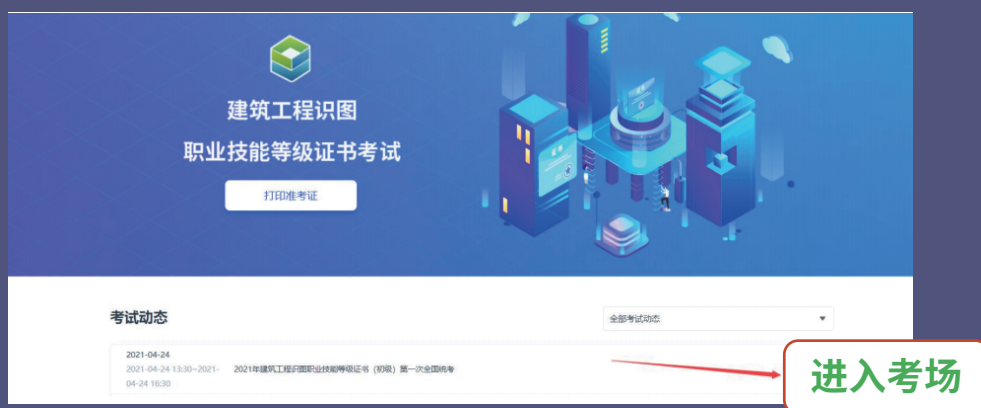 建筑工程识图
职业技能等级证书考试
打印准考证
考试动态
全部考试动态
2021-04-24
2021-04-24 13:30~2021-
04-24 16:30
2021年建筑工程识图职业技能等级证书（初级）第一次全国统考
进入考场